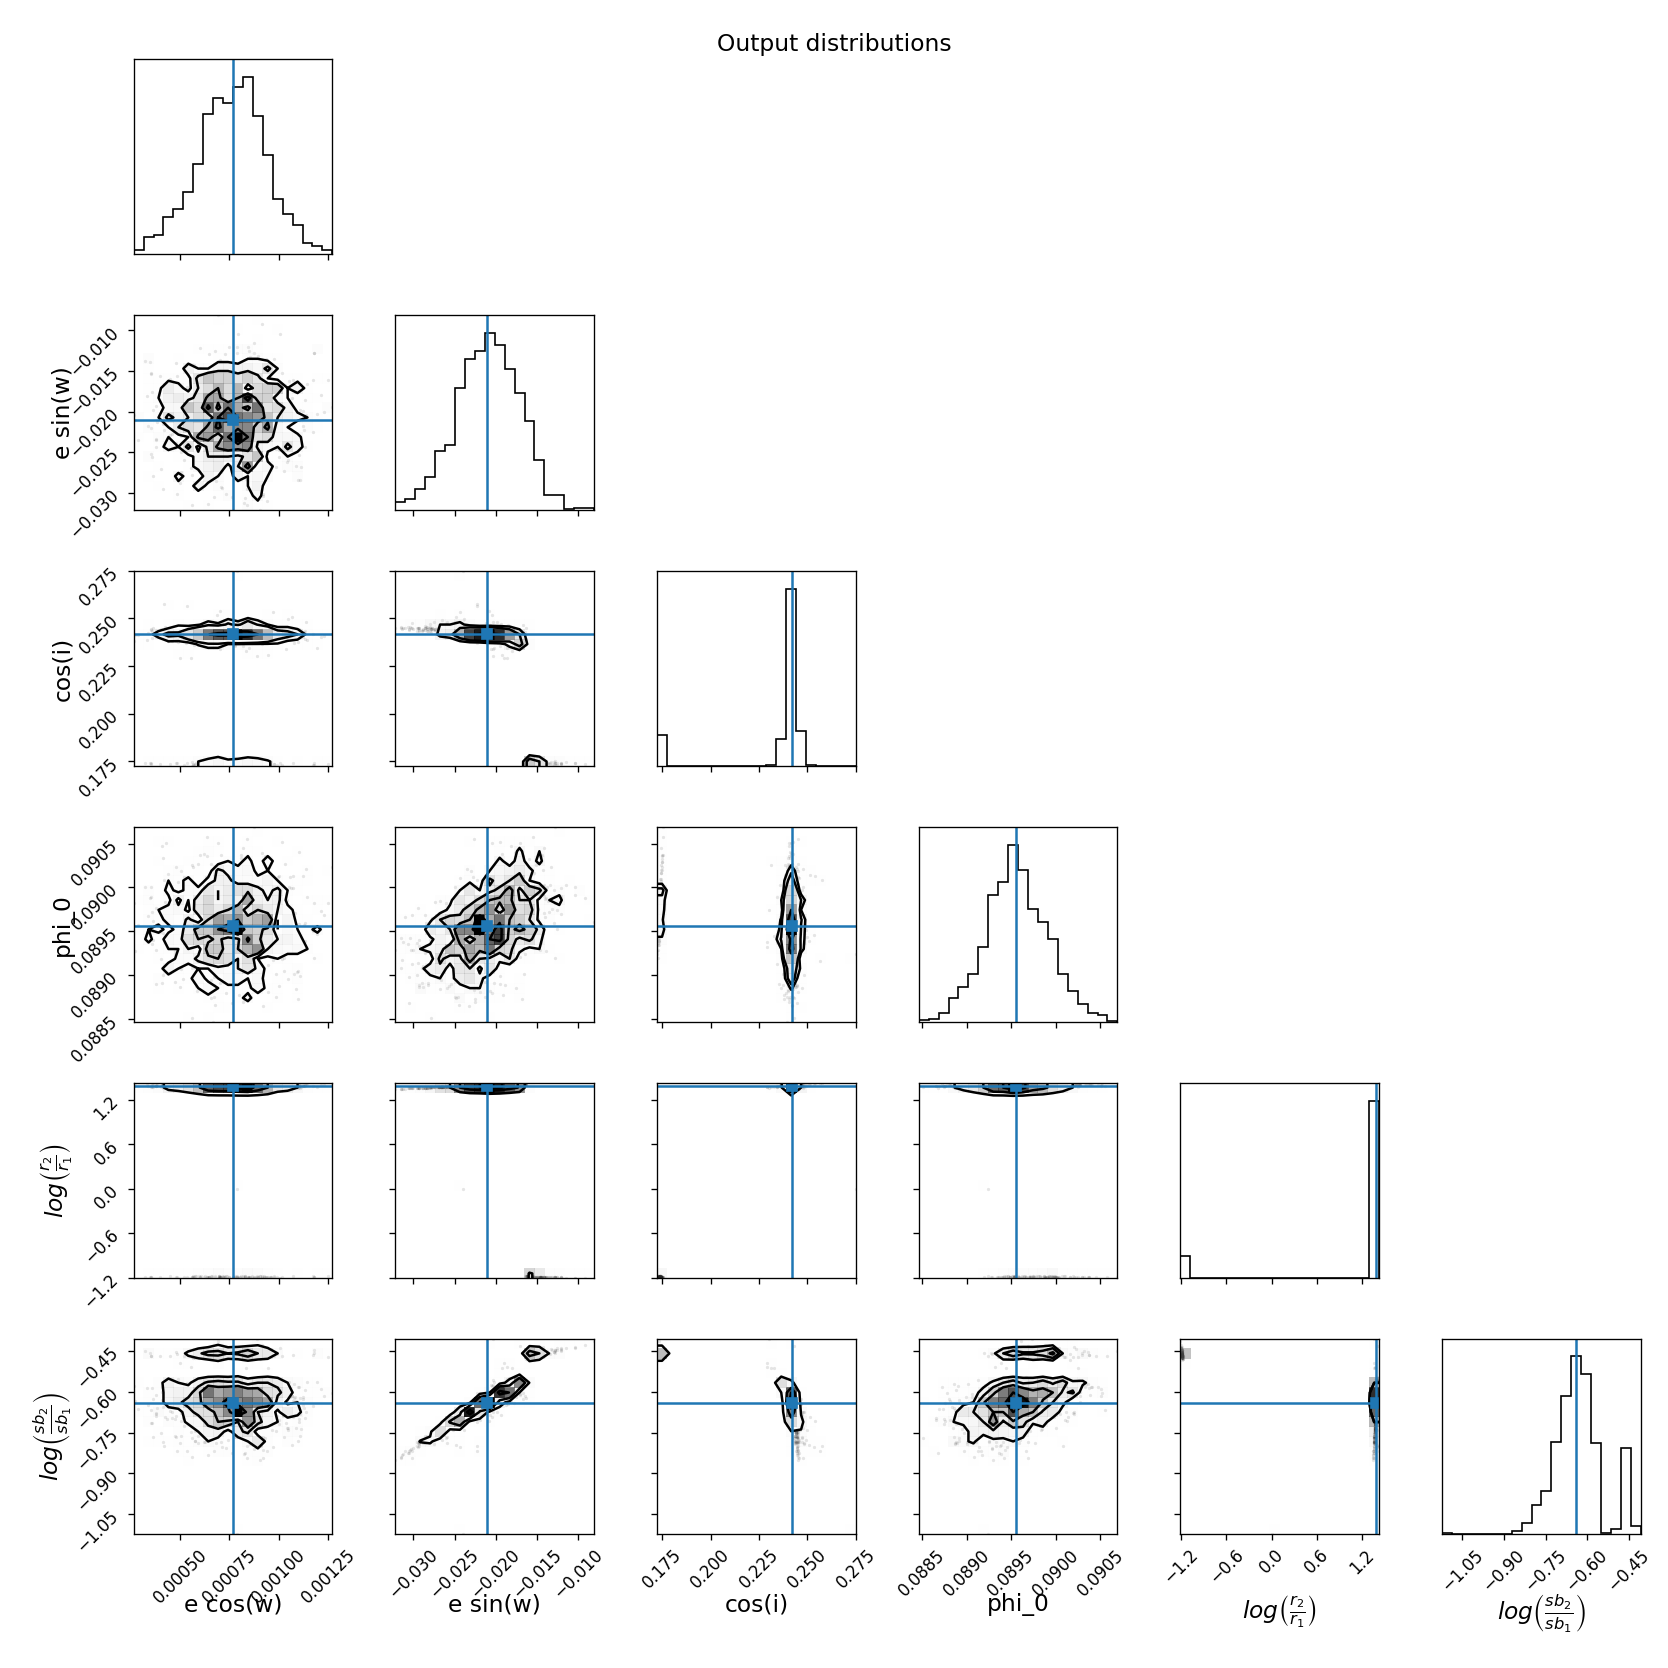 Output distributions
e sin(w)
−0.010
−0.015
−0.020
−0.025
−0.030
cos(i)
0.275
0.250
0.225
0.200
0.175
phi_0
0.0905
0.0900
0.0895
0.0890
0.0885
log(r₂/r₁)
1.2
0.6
0.0
−0.6
−1.2
log(sb₂/sb₁)
−0.45
−0.60
−0.75
−0.90
−1.05
0.00050 0.00075 0.00100 0.00125
−0.030 −0.025 −0.020 −0.015 −0.010
0.175 0.200 0.225 0.250 0.275
0.0885 0.0890 0.0895 0.0900 0.0905
−1.2 −0.6 0.0 0.6 1.2
−1.05 −0.90 −0.75 −0.60 −0.45
e cos(w) e sin(w) cos(i) phi_0 log(r₂/r₁) log(sb₂/sb₁)